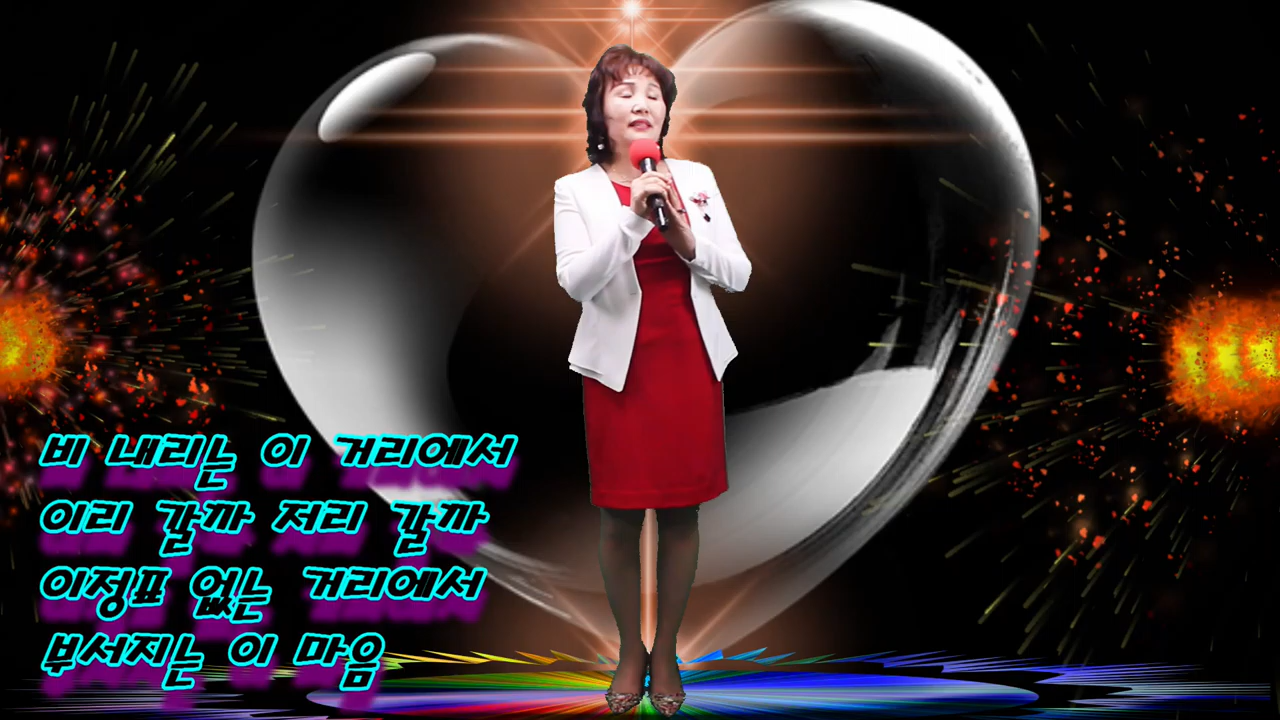 비 내리는 이 거리에서
이리 갈까 저리 갈까
이정표 없는 거리에서
부서지는 이 마음